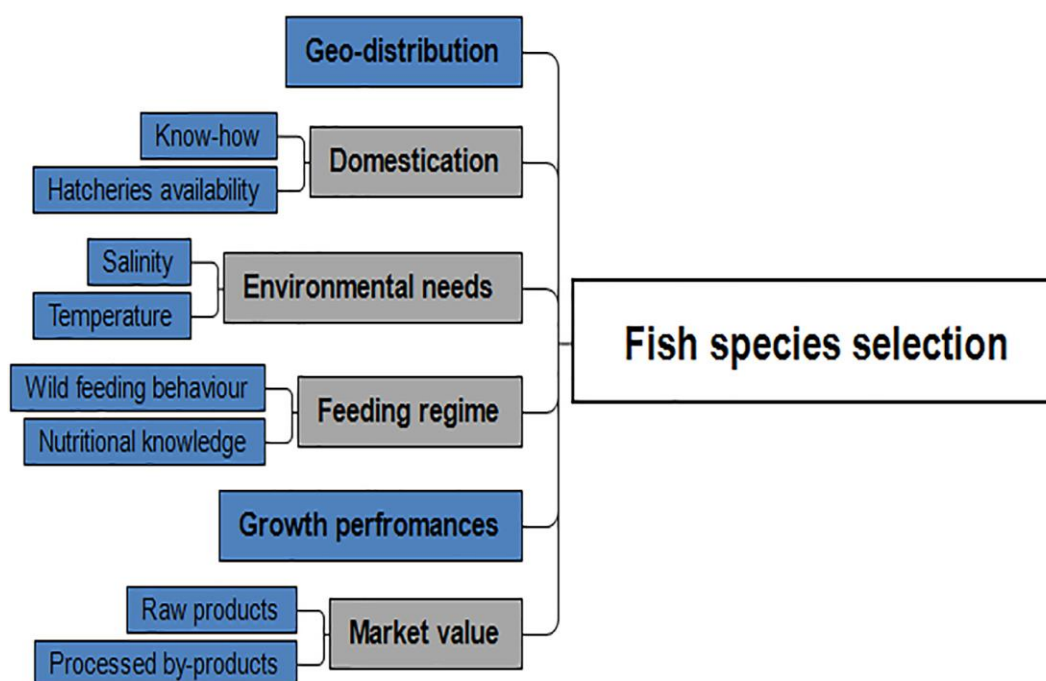 Geo-distribution
Know-how
Hatcheries availability
Domestication
Salinity
Temperature
Environmental needs
Wild feeding behaviour
Nutritional knowledge
Feeding regime
Growth perfromances
Raw products
Processed by-products
Market value
Fish species selection